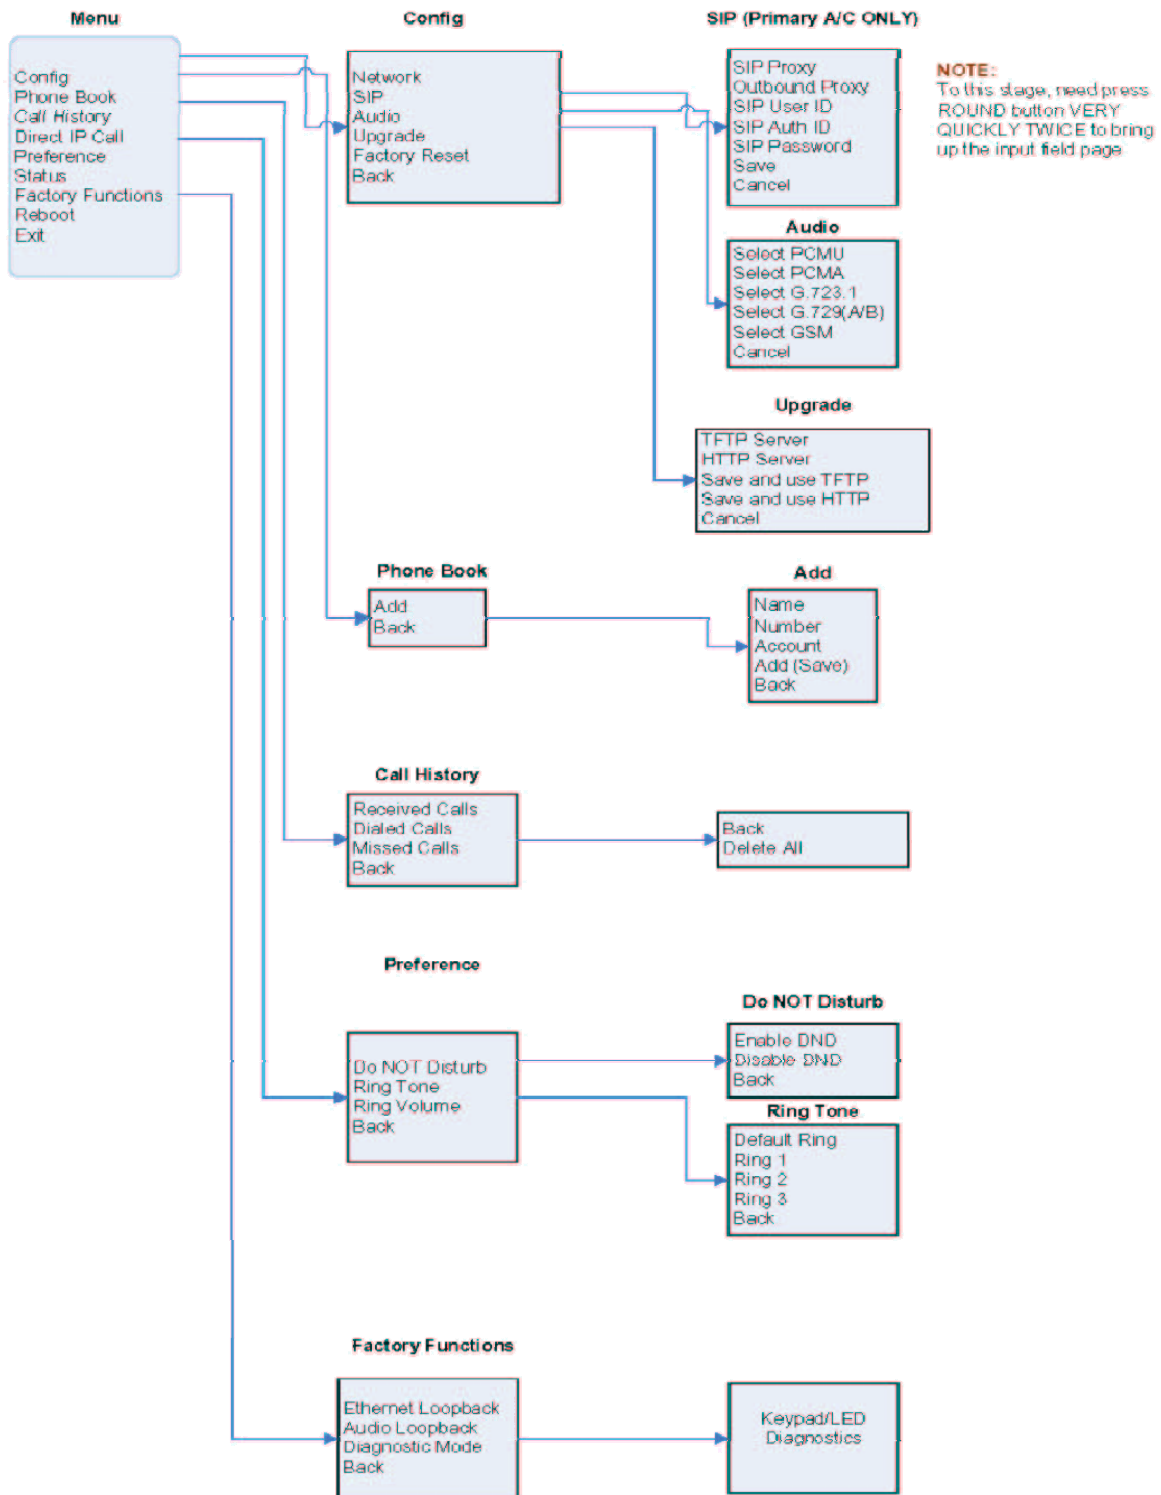 Menu
Config
Phone Book
Call History
Direct IP Call
Preference
Status
Factory Functions
Reboot
Exit
Config
Network
SIP
Audio
Upgrade
Factory Reset
Back
SIP (Primary A/C ONLY)
SIP Proxy
Outbound Proxy
SIP User ID
SIP Auth ID
SIP Password
Save
Cancel
NOTE:
To this stage, need press
ROUND button VERY
QUICKLY TWICE to bring
up the input field page
Audio
Select PCMU
Select PCMA
Select G.723.1
Select G.729(A/B)
Select GSM
Cancel
Upgrade
TFTP Server
HTTP Server
Save and use TFTP
Save and use HTTP
Cancel
Phone Book
Add
Back
Add
Name
Number
Account
Add (Save)
Back
Call History
Received Calls
Dialed Calls
Missed Calls
Back
Back
Delete All
Preference
Do NOT Disturb
Ring Tone
Ring Volume
Back
Do NOT Disturb
Enable DND
Disable DND
Back
Ring Tone
Default Ring
Ring 1
Ring 2
Ring 3
Back
Factory Functions
Ethernet Loopback
Audio Loopback
Diagnostic Mode
Back
Keypad/LED
Diagnostics